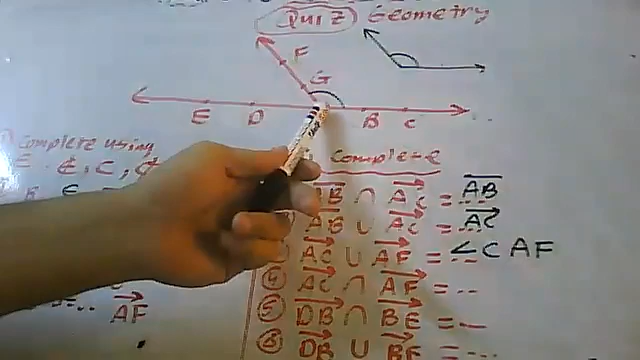 Quiz Geometry
F
G
E D B C
Complete using
E, ⊄, C, ⊄
Complete
B ∩ AC = AB
AB ∪ AC = AC
AC ∪ AF = ∠CAF
④ AC ∩ AF = --
⑤ DB ∩ BE = --
⑥ DB ∪ BE = ---
AF